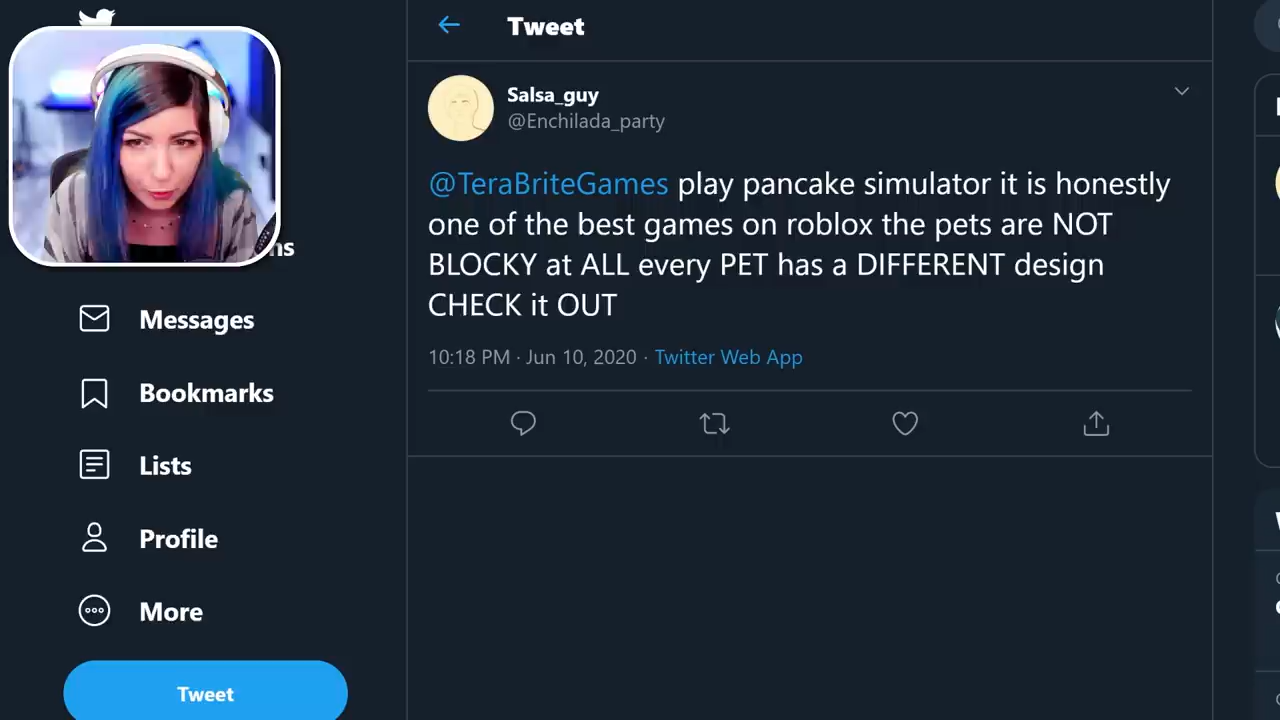 Tweet
Salsa_guy
@Enchilada_party
@TeraBriteGames play pancake simulator it is honestly
one of the best games on roblox the pets are NOT
BLOCKY at ALL every PET has a DIFFERENT design
CHECK it OUT
10:18 PM · Jun 10, 2020 · Twitter Web App
ns
Messages
Bookmarks
Lists
Profile
More
Tweet